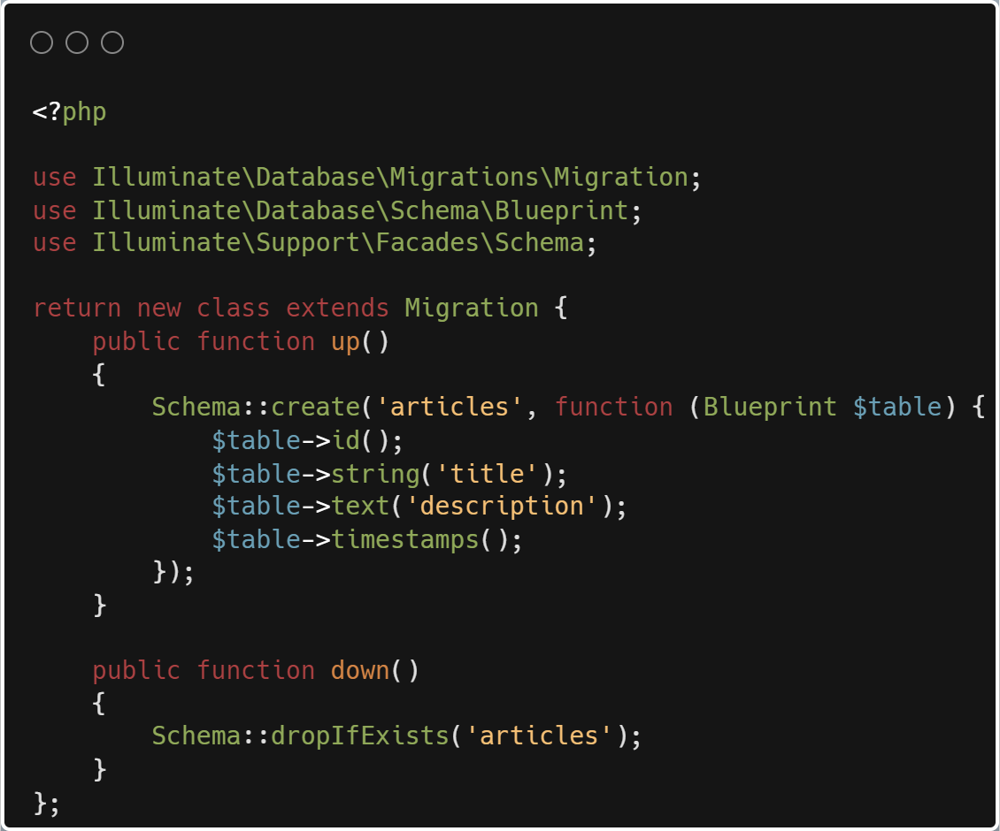 <?php

use Illuminate\Database\Migrations\Migration;
use Illuminate\Database\Schema\Blueprint;
use Illuminate\Support\Facades\Schema;

return new class extends Migration {
    public function up()
    {
        Schema::create('articles', function (Blueprint $table) {
            $table->id();
            $table->string('title');
            $table->text('description');
            $table->timestamps();
        });
    }

    public function down()
    {
        Schema::dropIfExists('articles');
    }
};